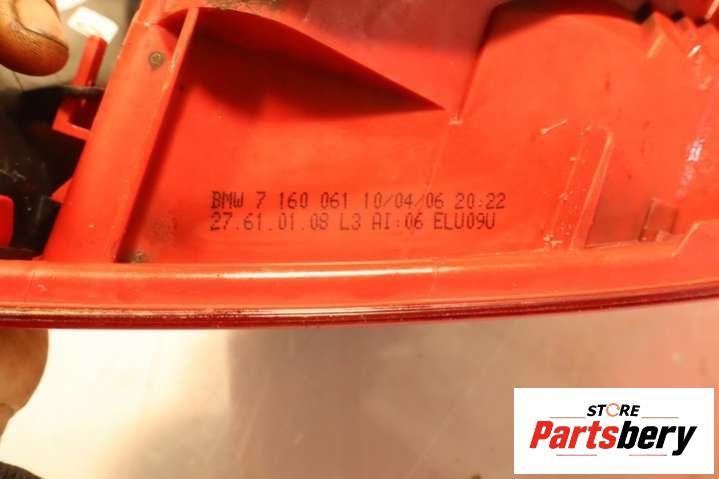 BMW 7 160 061 10/04/06 20:22
27.61.01.08 L3 AI:06 ELU09U
STORE
Partsbery